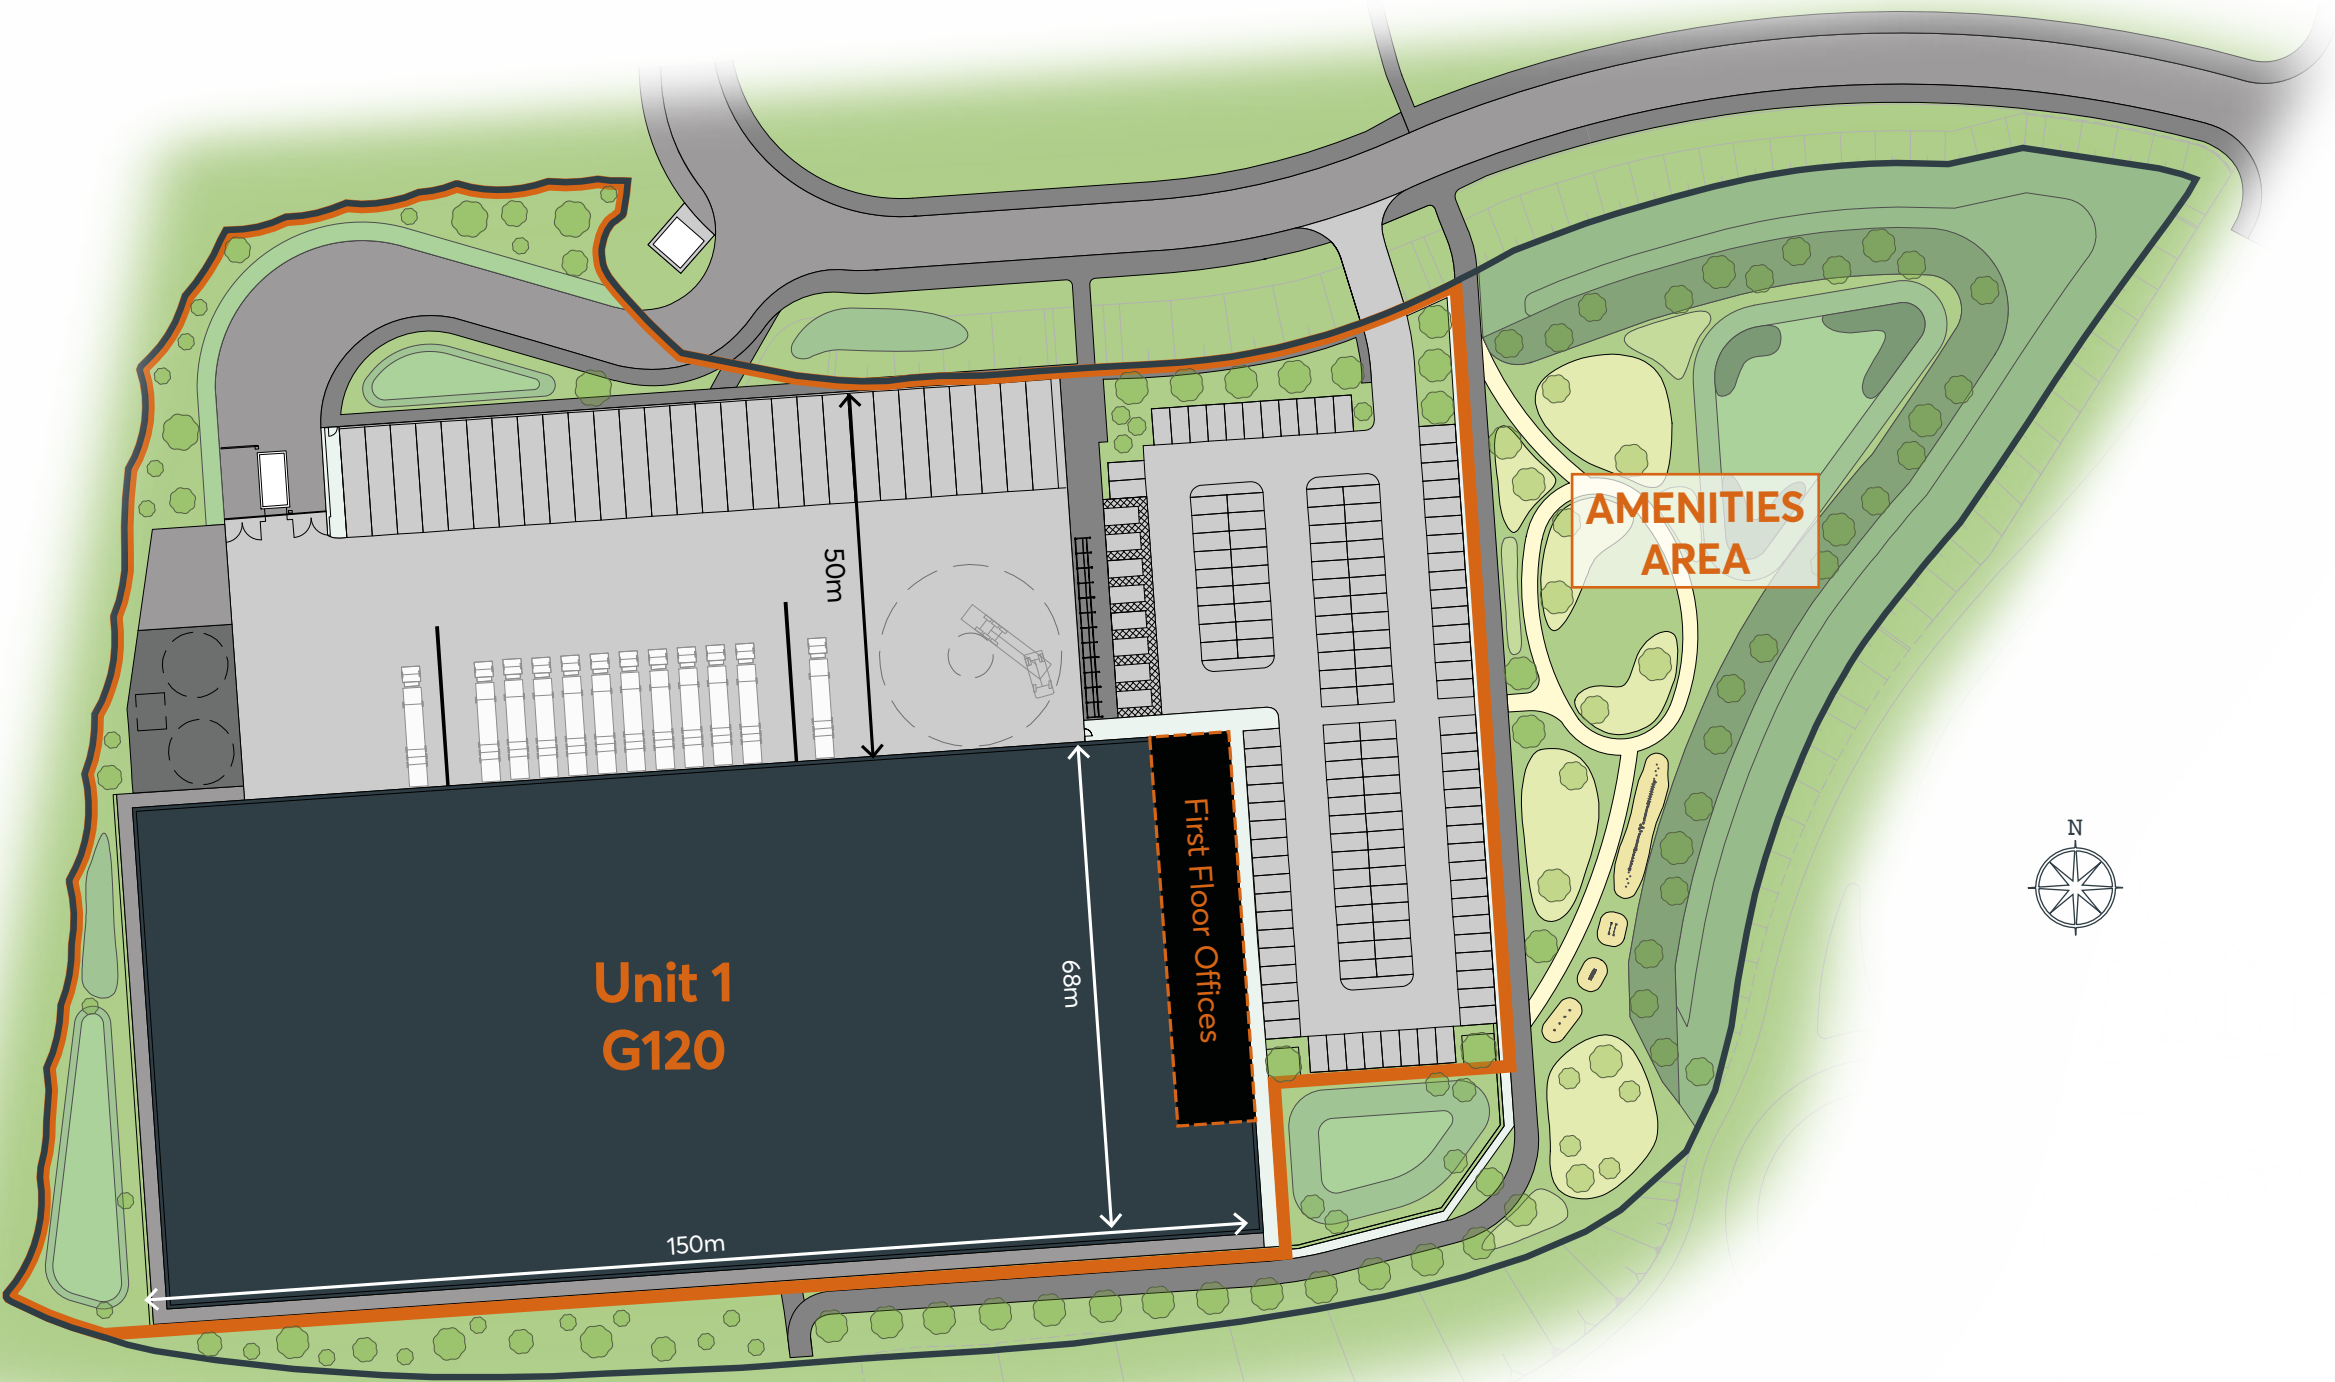 AMENITIES
AREA
50m
First Floor Offices
N
68m
Unit 1
G120
150m